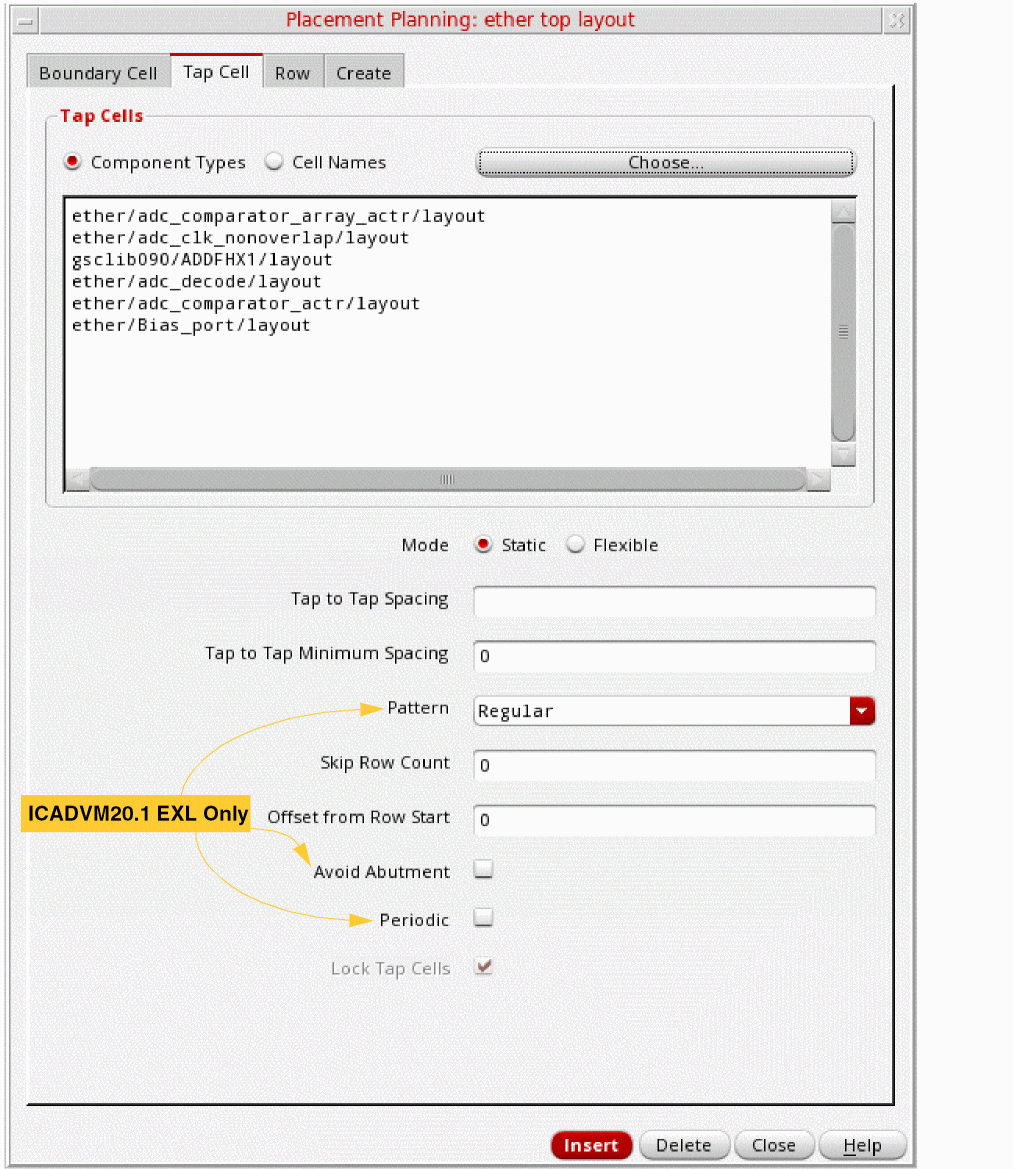 Placement Planning: ether top layout
Boundary Cell Tap Cell Row Create
Tap Cells
Component Types Cell Names Choose...
ether/adc_comparator_array_actr/layout
ether/adc_clk_nonoverlap/layout
gsclib090/ADDFHX1/layout
ether/adc_decode/layout
ether/adc_comparator_actr/layout
ether/Bias_port/layout
Mode Static Flexible
Tap to Tap Spacing
Tap to Tap Minimum Spacing 0
Pattern Regular
Skip Row Count 0
ICADVM20.1 EXL Only
Offset from Row Start 0
Avoid Abutment
Periodic
Lock Tap Cells
Insert Delete Close Help